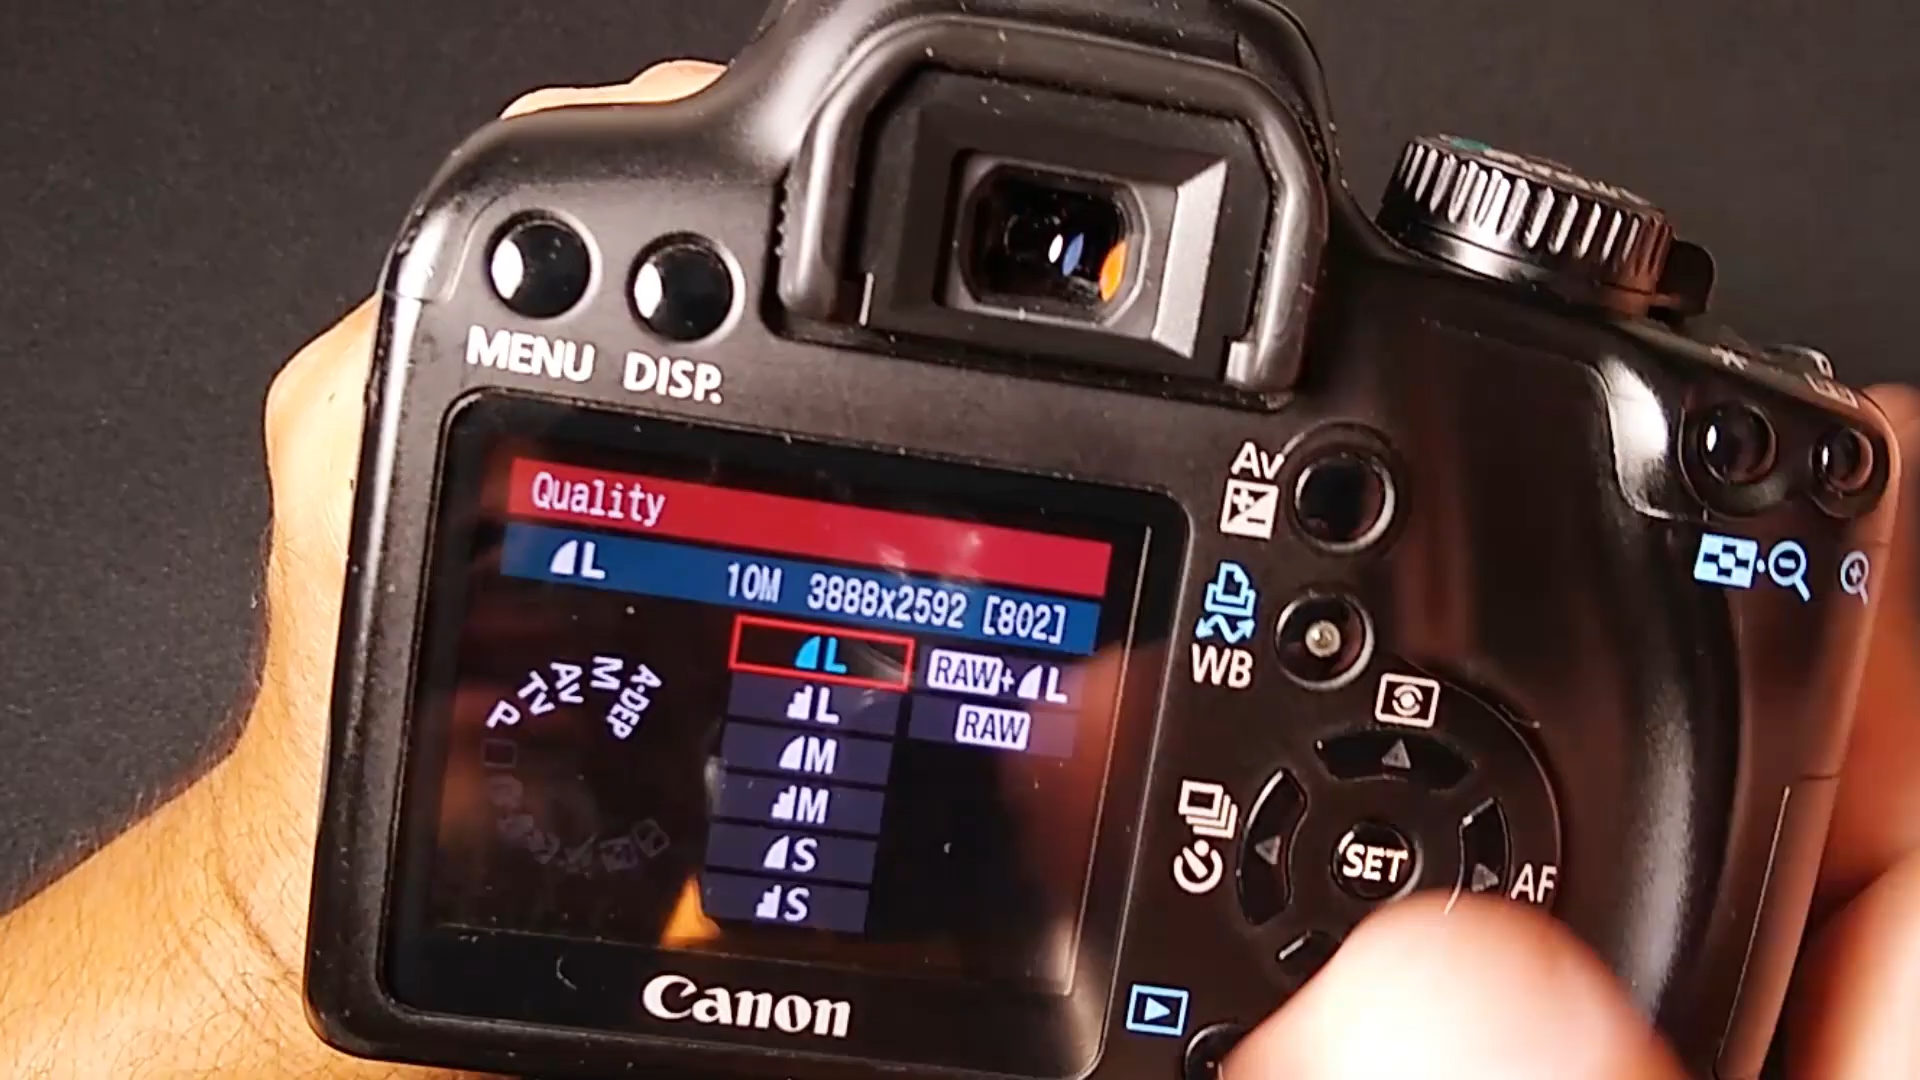 MENU DISP.
Quality
L 10M 3888x2592 [802]
L RAW+L
L RAW
M
M
S
S
P TV AV M A-DEP
Canon
Av
WB
SET
AF